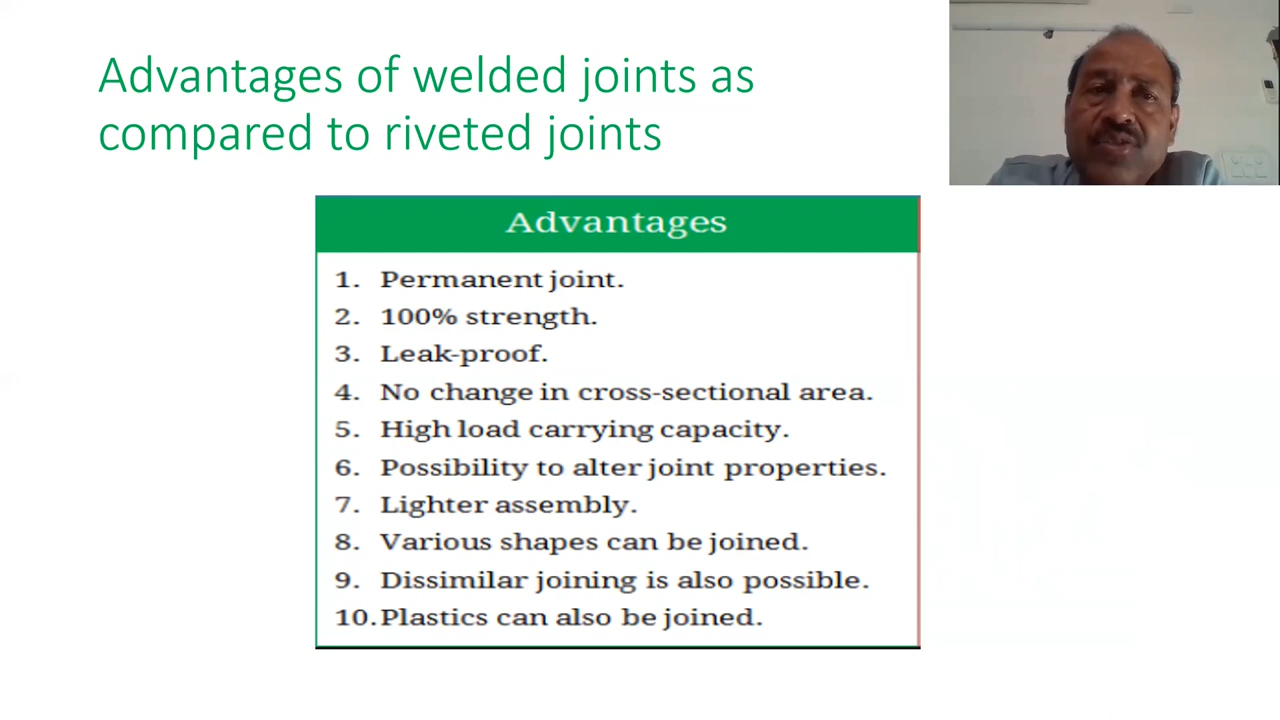 Advantages of welded joints as
compared to riveted joints
Advantages
1. Permanent joint.
2. 100% strength.
3. Leak-proof.
4. No change in cross-sectional area.
5. High load carrying capacity.
6. Possibility to alter joint properties.
7. Lighter assembly.
8. Various shapes can be joined.
9. Dissimilar joining is also possible.
10. Plastics can also be joined.